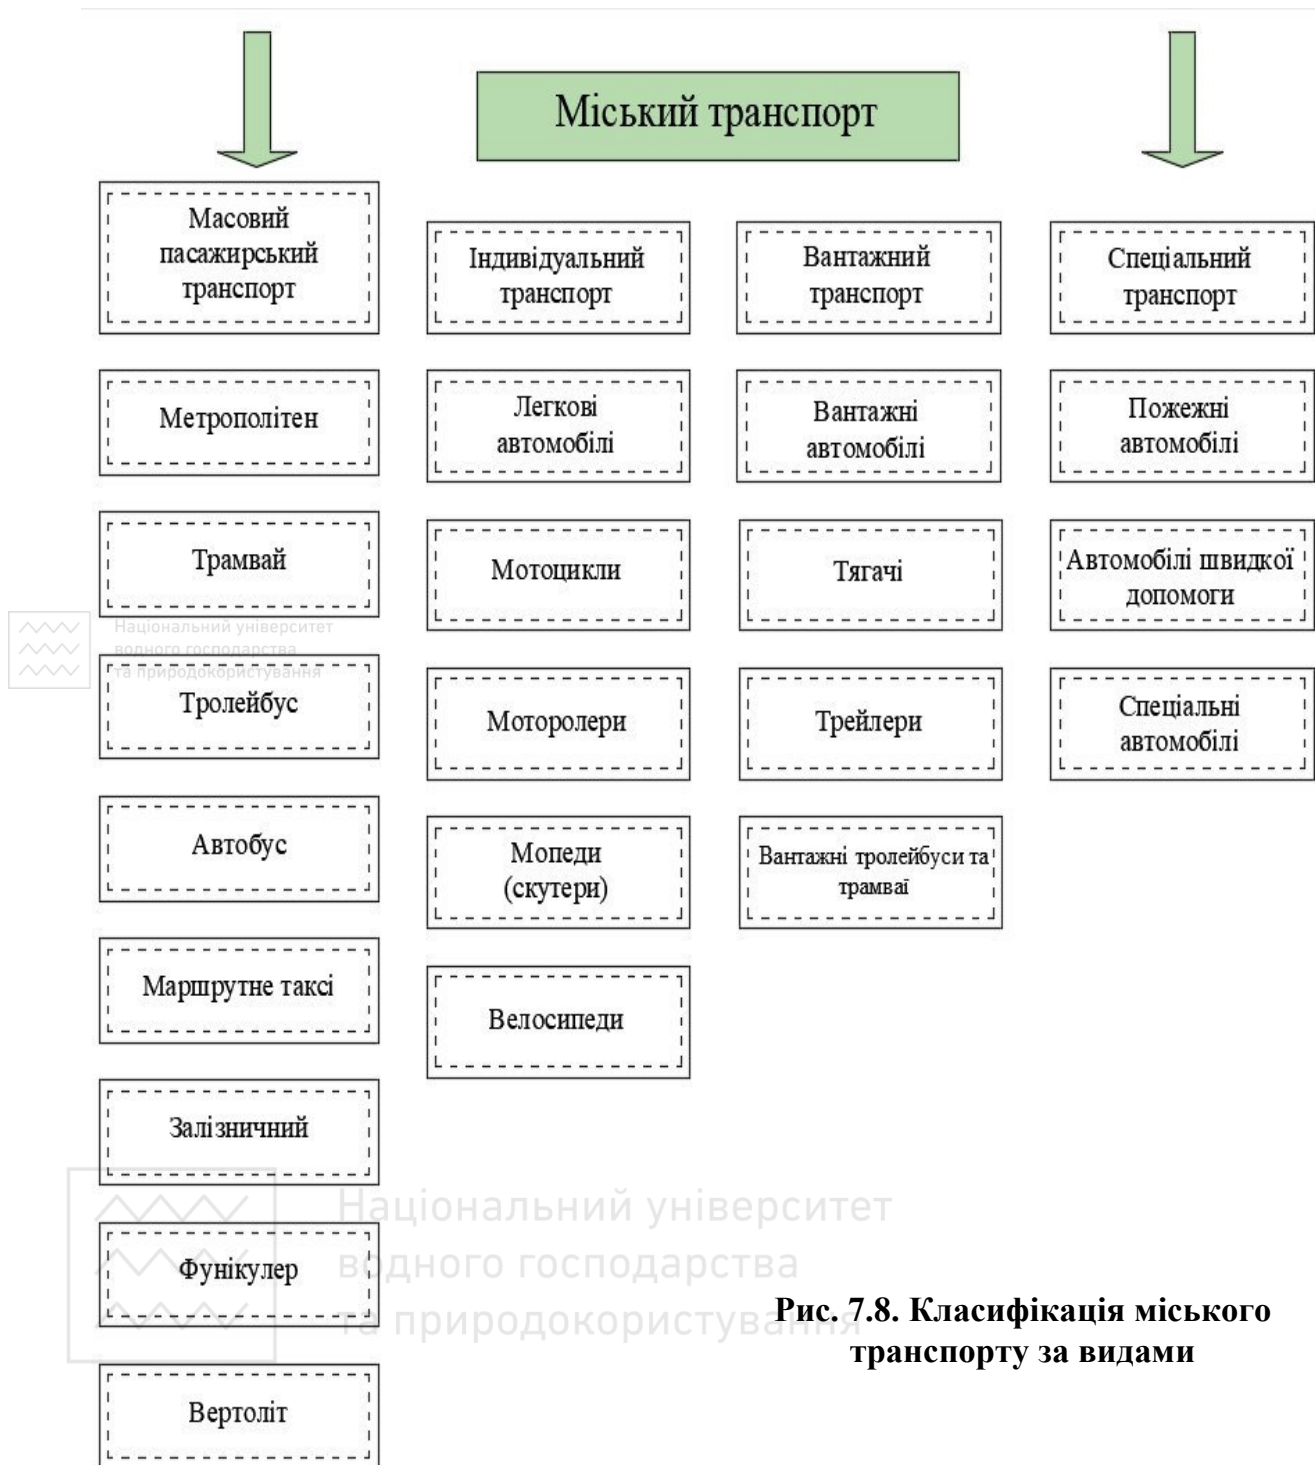 Міський транспорт
Масовий
пасажирський
транспорт
Метрополітен
Трамвай
Тролейбус
Автобус
Маршрутне таксі
Залізничний
Фунікулер
Вертоліт
Індивідуальний
транспорт
Легкові
автомобілі
Мотоцикли
Моторолери
Мопеди
(скутери)
Велосипеди
Вантажний
транспорт
Вантажні
автомобілі
Тягачі
Трейлери
Вантажні тролейбуси та
трамваї
Спеціальний
транспорт
Пожежні
автомобілі
Автомобілі швидкої
допомоги
Спеціальні
автомобілі
Національний університет
водного господарства
та природокористування
Національний університет
водного господарства
та природокористування
Рис. 7.8. Класифікація міського
транспорту за видами